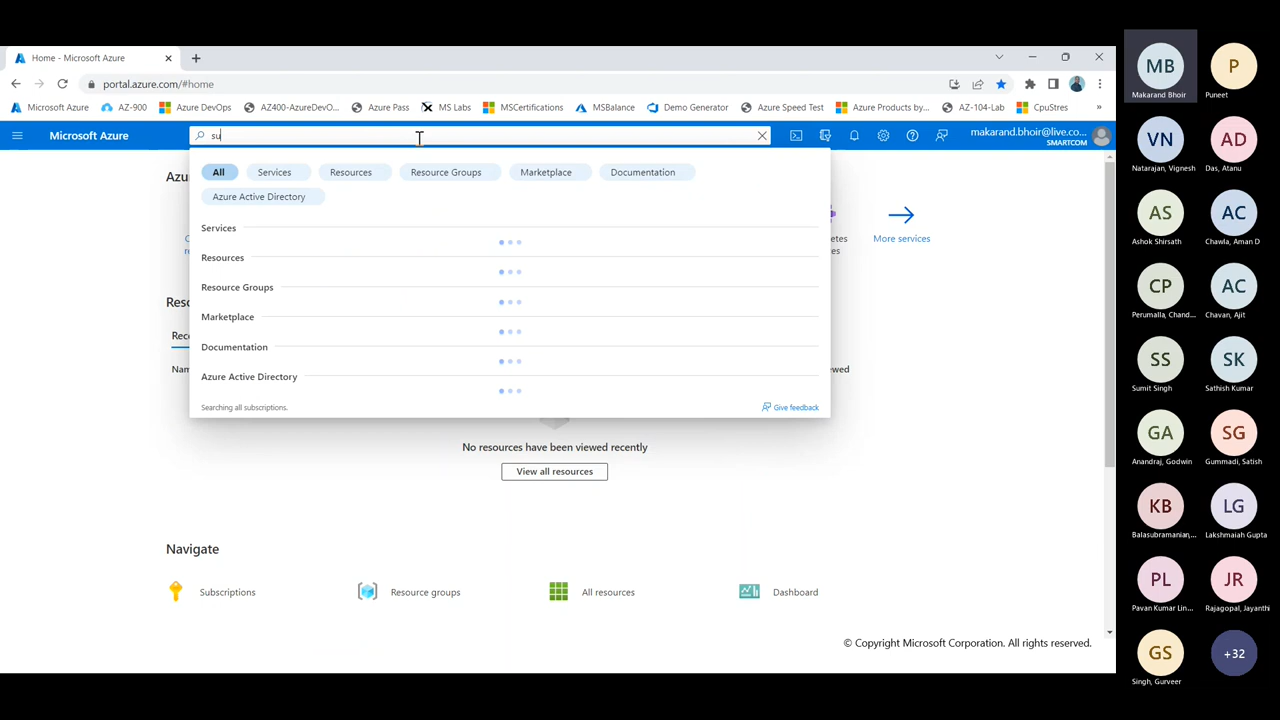 Home - Microsoft Azure
portal.azure.com/#home
Microsoft Azure
AZ-900
Azure DevOps
AZ400-AzureDevO...
Azure Pass
MS Labs
MSCertifications
MSBalance
Demo Generator
Azure Speed Test
Azure Products by...
AZ-104-Lab
CpuStres
»
Microsoft Azure
su
makarand.bhoir@live.co...
SMARTCOM
All
Services
Resources
Resource Groups
Marketplace
Documentation
Azure Active Directory
Services
Resources
Resource Groups
Marketplace
Documentation
Azure Active Directory
Searching all subscriptions.
Give feedback
More services
No resources have been viewed recently
View all resources
Navigate
Subscriptions
Resource groups
All resources
Dashboard
© Copyright Microsoft Corporation. All rights reserved.
MB
Makarand Bhoir
P
Puneet
VN
Natarajan, Vignesh
AD
Das, Atanu
AS
Ashok Shirsath
AC
Chawla, Aman D
CP
Perumalla, Chand...
AC
Chavan, Ajit
SS
Sumit Singh
SK
Sathish Kumar
GA
Anandraj, Godwin
SG
Gummadi, Satish
KB
Balasubramanian,...
LG
Lakshmaiah Gupta
PL
Pavan Kumar Lin...
JR
Rajagopal, Jayanthi
GS
Singh, Gurveer
+32